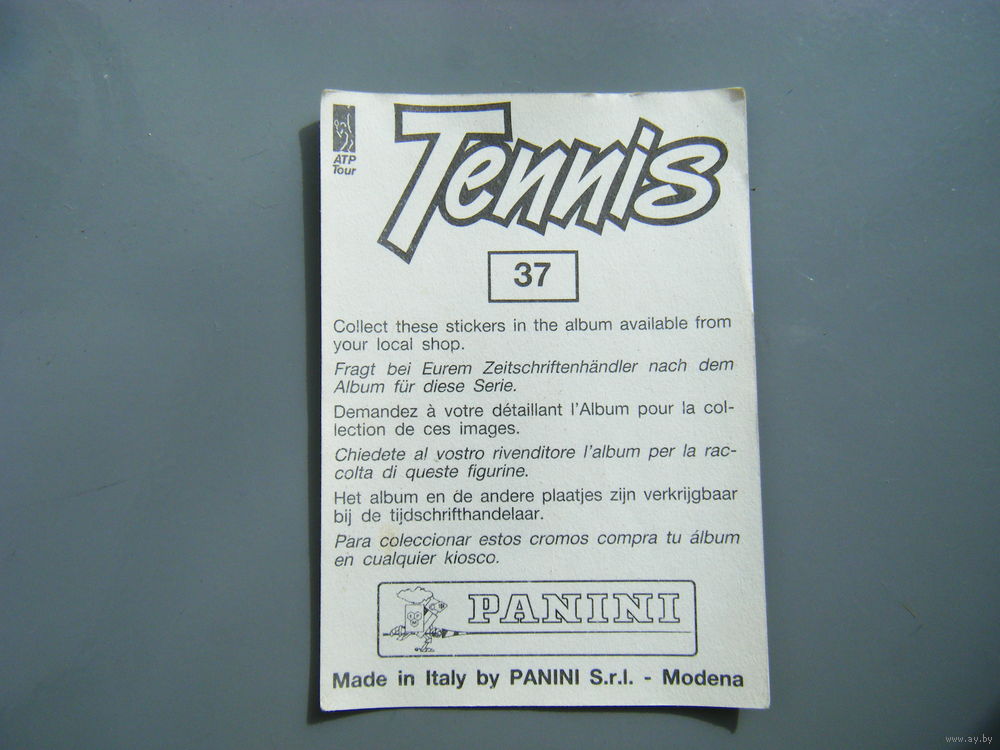 ATP
Tour
Tennis
37
Collect these stickers in the album available from
your local shop.
Fragt bei Eurem Zeitschriftenhändler nach dem
Album für diese Serie.
Demandez à votre détaillant l'Album pour la col-
lection de ces images.
Chiedete al vostro rivenditore l'album per la rac-
colta di queste figurine.
Het album en de andere plaatjes zijn verkrijgbaar
bij de tijdschrifthandelaar.
Para coleccionar estos cromos compra tu álbum
en cualquier kiosco.
PANINI
Made in Italy by PANINI S.r.l. - Modena
www.ay.by